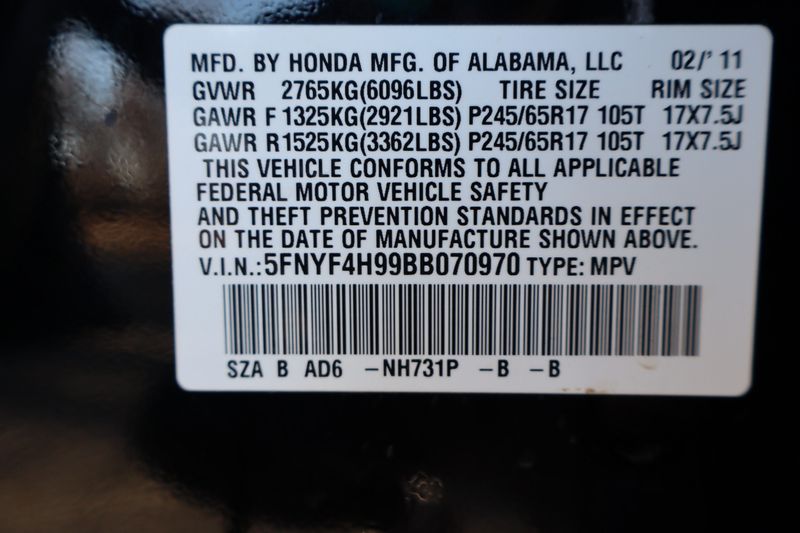 MFD. BY HONDA MFG. OF ALABAMA, LLC 02/'11
GVWR 2765KG(6096LBS) TIRE SIZE RIM SIZE
GAWR F 1325KG(2921LBS) P245/65R17 105T 17X7.5J
GAWR R1525KG(3362LBS) P245/65R17 105T 17X7.5J
THIS VEHICLE CONFORMS TO ALL APPLICABLE
FEDERAL MOTOR VEHICLE SAFETY
AND THEFT PREVENTION STANDARDS IN EFFECT
ON THE DATE OF MANUFACTURE SHOWN ABOVE.
V.I.N.:5FNYF4H99BB070970 TYPE: MPV
SZA B AD6 -NH731P -B -B